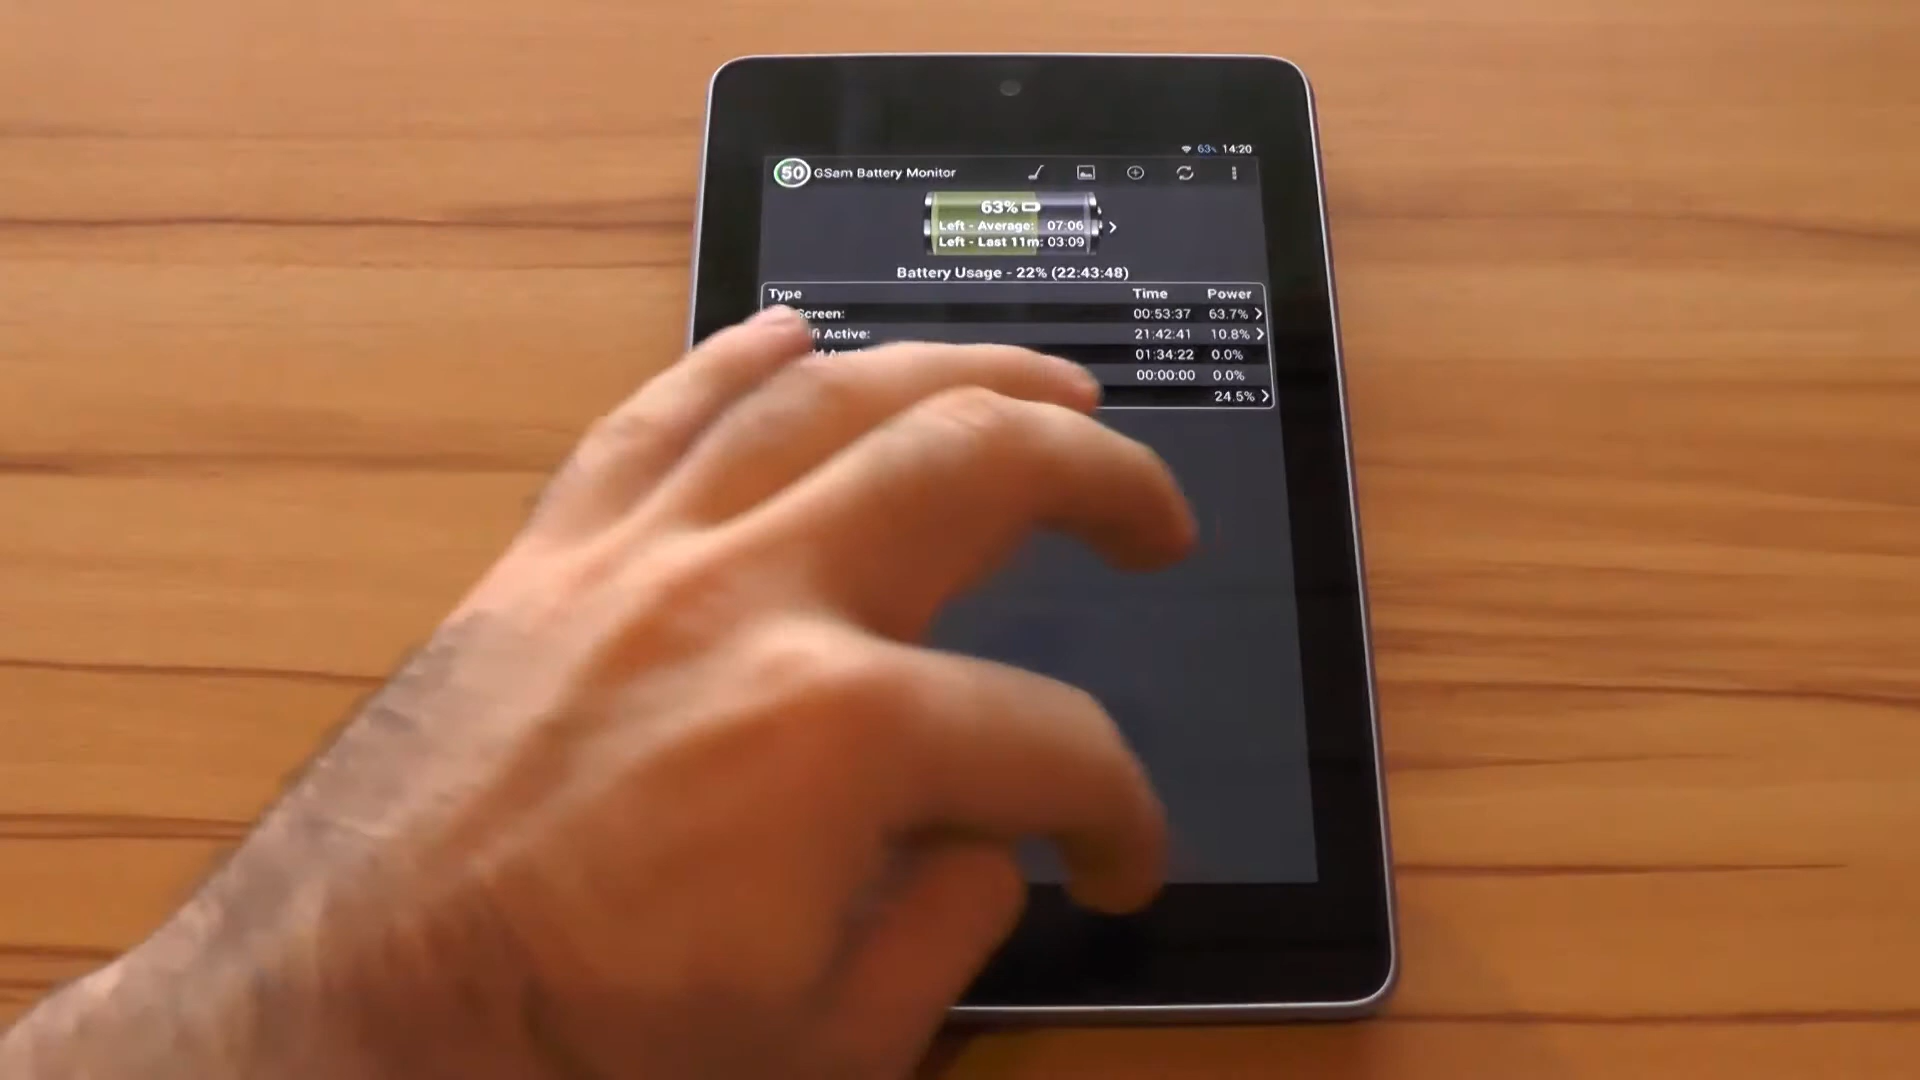 63% 14:20
50 GSam Battery Monitor
63%
Left - Average: 07:06
Left - Last 11m: 03:09
Battery Usage - 22% (22:43:48)
Type Time Power
Screen: 00:53:37 63.7%
Active: 21:42:41 10.8%
01:34:22 0.0%
00:00:00 0.0%
24.5%